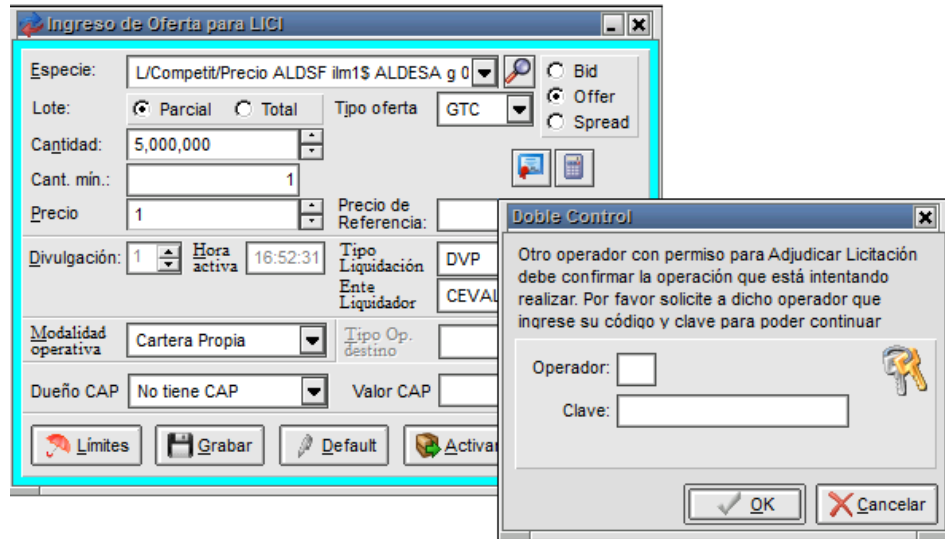 Ingreso de Oferta para LICI
Especie: L/Competit/Precio ALDSF ilm1$ ALDESA g 0
Bid
Offer
Spread
Lote: Parcial Total Tipo oferta GTC
Cantidad: 5,000,000
Cant. mín.: 1
Precio 1 Precio de
Referencia:
Divulgación: 1 Hora
activa 16:52:31 Tipo
Liquidación DVP
Ente
Liquidador CEVAL
Modalidad
operativa Cartera Propia Tipo Op.
destino
Dueño CAP No tiene CAP Valor CAP
Límites Grabar Default Activar
Doble Control
Otro operador con permiso para Adjudicar Licitación
debe confirmar la operación que está intentando
realizar. Por favor solicite a dicho operador que
ingrese su código y clave para poder continuar
Operador:
Clave:
OK Cancelar